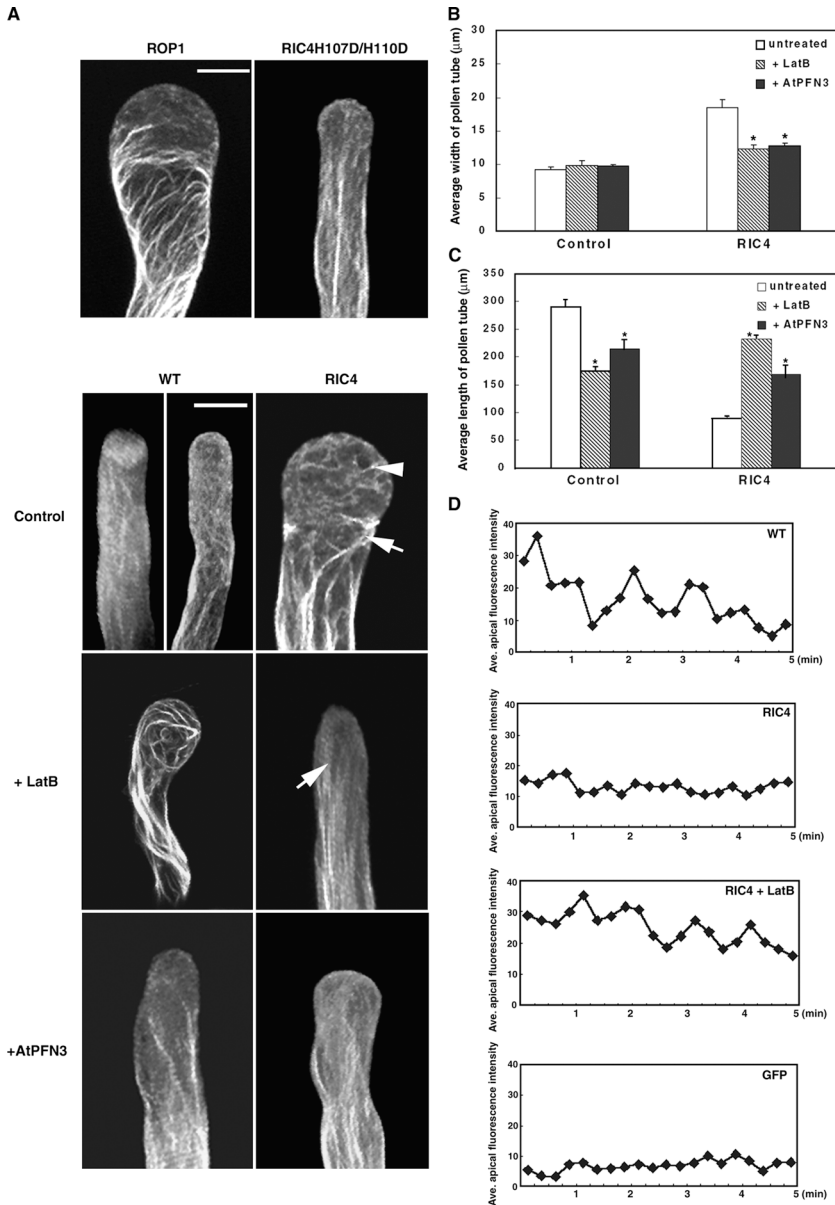 A
ROP1
RIC4H107D/H110D
WT
RIC4
Control
+ LatB
+AtPFN3
B
Average width of pollen tube (μm)
30
25
20
15
10
5
0
untreated
+ LatB
+ AtPFN3
*
*
Control
RIC4
C
Average length of pollen tube (μm)
350
300
250
200
150
100
50
0
untreated
+ LatB
+ AtPFN3
*
*
*
*
Control
RIC4
D
Ave. apical fluorescence intensity
40
30
20
10
0
WT
1
2
3
4
5 (min)
Ave. apical fluorescence intensity
40
30
20
10
0
RIC4
1
2
3
4
5 (min)
Ave. apical fluorescence intensity
40
30
20
10
0
RIC4 + LatB
1
2
3
4
5 (min)
Ave. apical fluorescence intensity
40
30
20
10
0
GFP
1
2
3
4
5 (min)